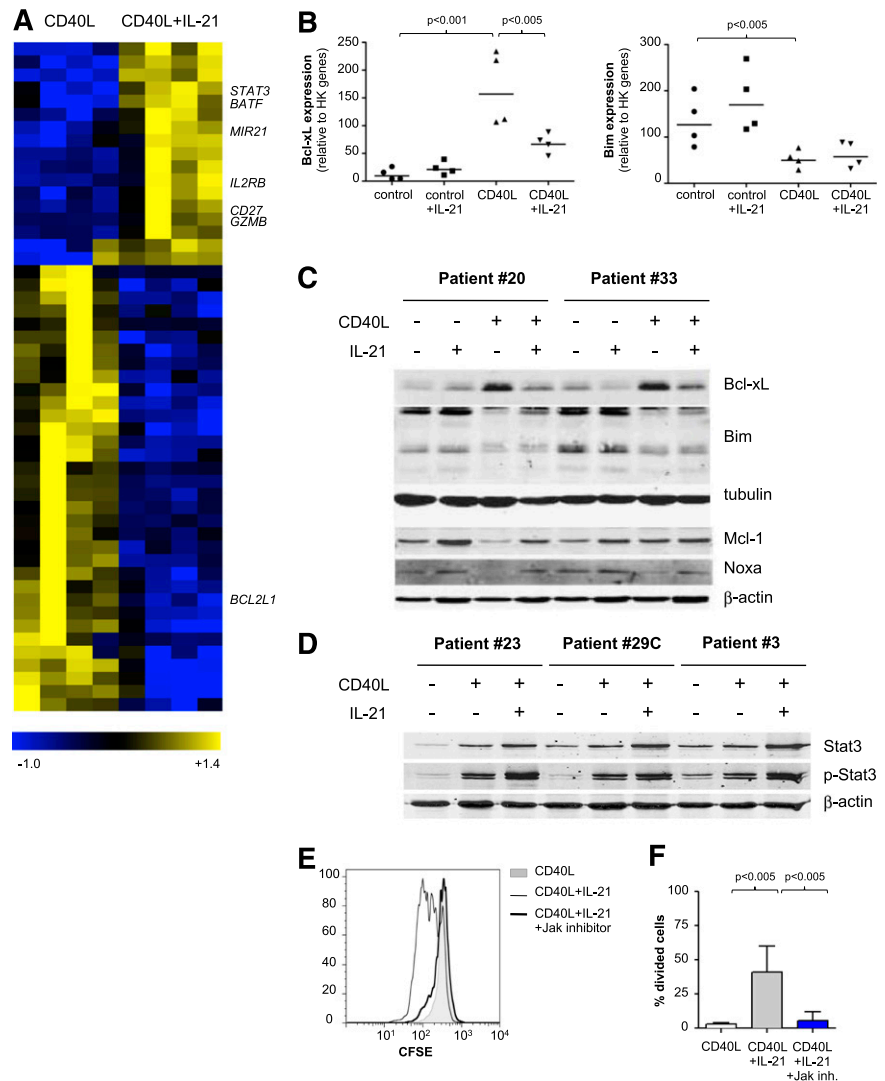 A
CD40L CD40L+IL-21
STAT3
BATF
MIR21
IL2RB
CD27
GZMB
BCL2L1
-1.0 +1.4
B
p<0.001 p<0.005
Bcl-xL expression
(relative to HK genes)
250
200
150
100
50
0
control control +IL-21 CD40L CD40L +IL-21
p<0.005
Bim expression
(relative to HK genes)
300
200
100
0
control control +IL-21 CD40L CD40L +IL-21
C
Patient #20 Patient #33
CD40L - - + + - - + +
IL-21 - + - + - + - +
Bcl-xL
Bim
tubulin
Mcl-1
Noxa
β-actin
D
Patient #23 Patient #29C Patient #3
CD40L - + + - + + - + +
IL-21 - - + - - + - - +
Stat3
p-Stat3
β-actin
E
100
80
60
40
20
0
10¹ 10² 10³ 10⁴
CFSE
CD40L
CD40L+IL-21
CD40L+IL-21
+Jak inhibitor
F
p<0.005 p<0.005
% divided cells
100
75
50
25
0
CD40L CD40L +IL-21 CD40L +IL-21 +Jak inh.